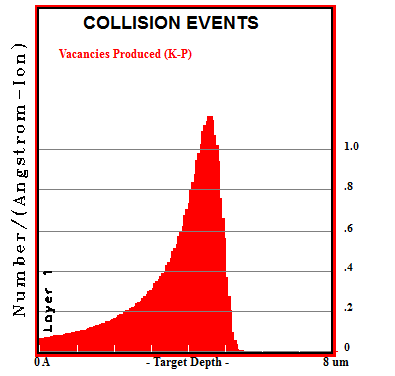 COLLISION EVENTS
Vacancies Produced (K-P)
Number/(Angstrom-Ion)
Layer 1
1.0
.8
.6
.4
.2
0
0 A
- Target Depth -
8 um